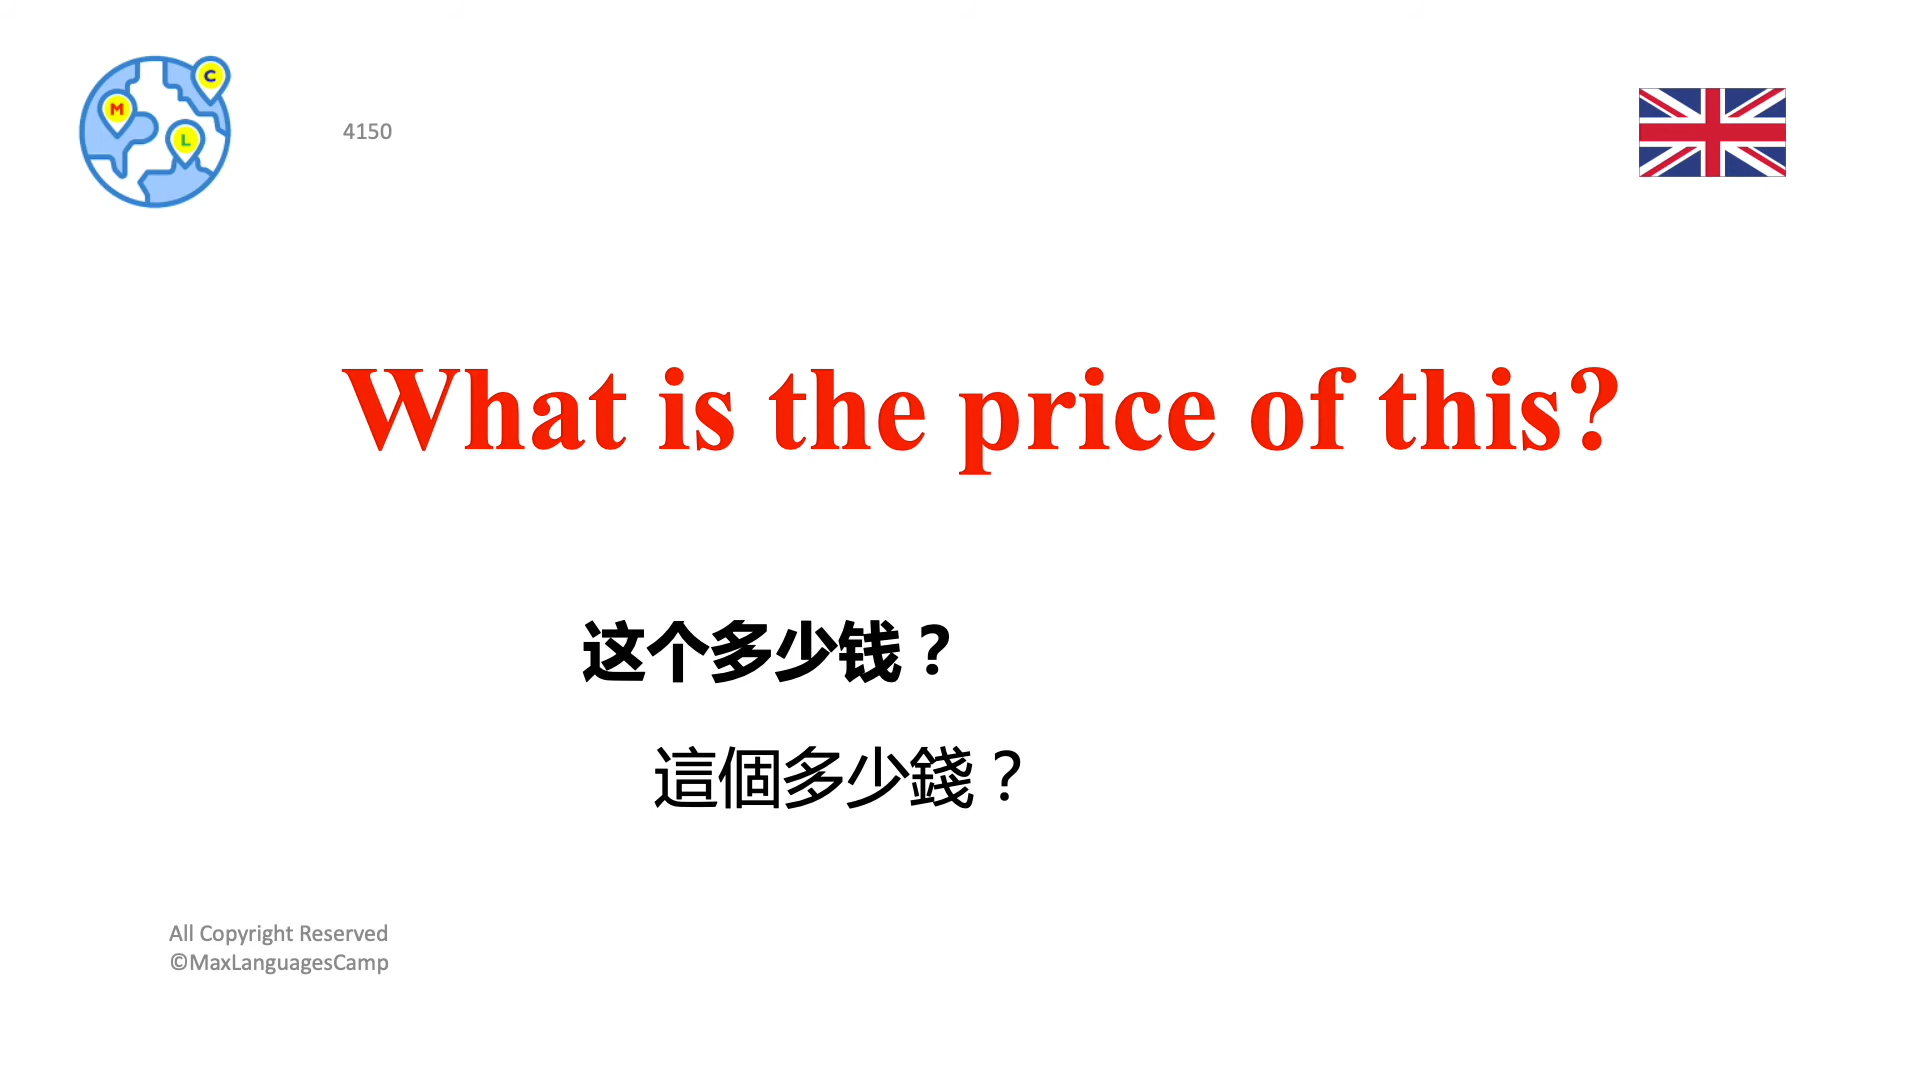 C
M
L
4150
What is the price of this?
这个多少钱？
這個多少錢？
All Copyright Reserved
©MaxLanguagesCamp